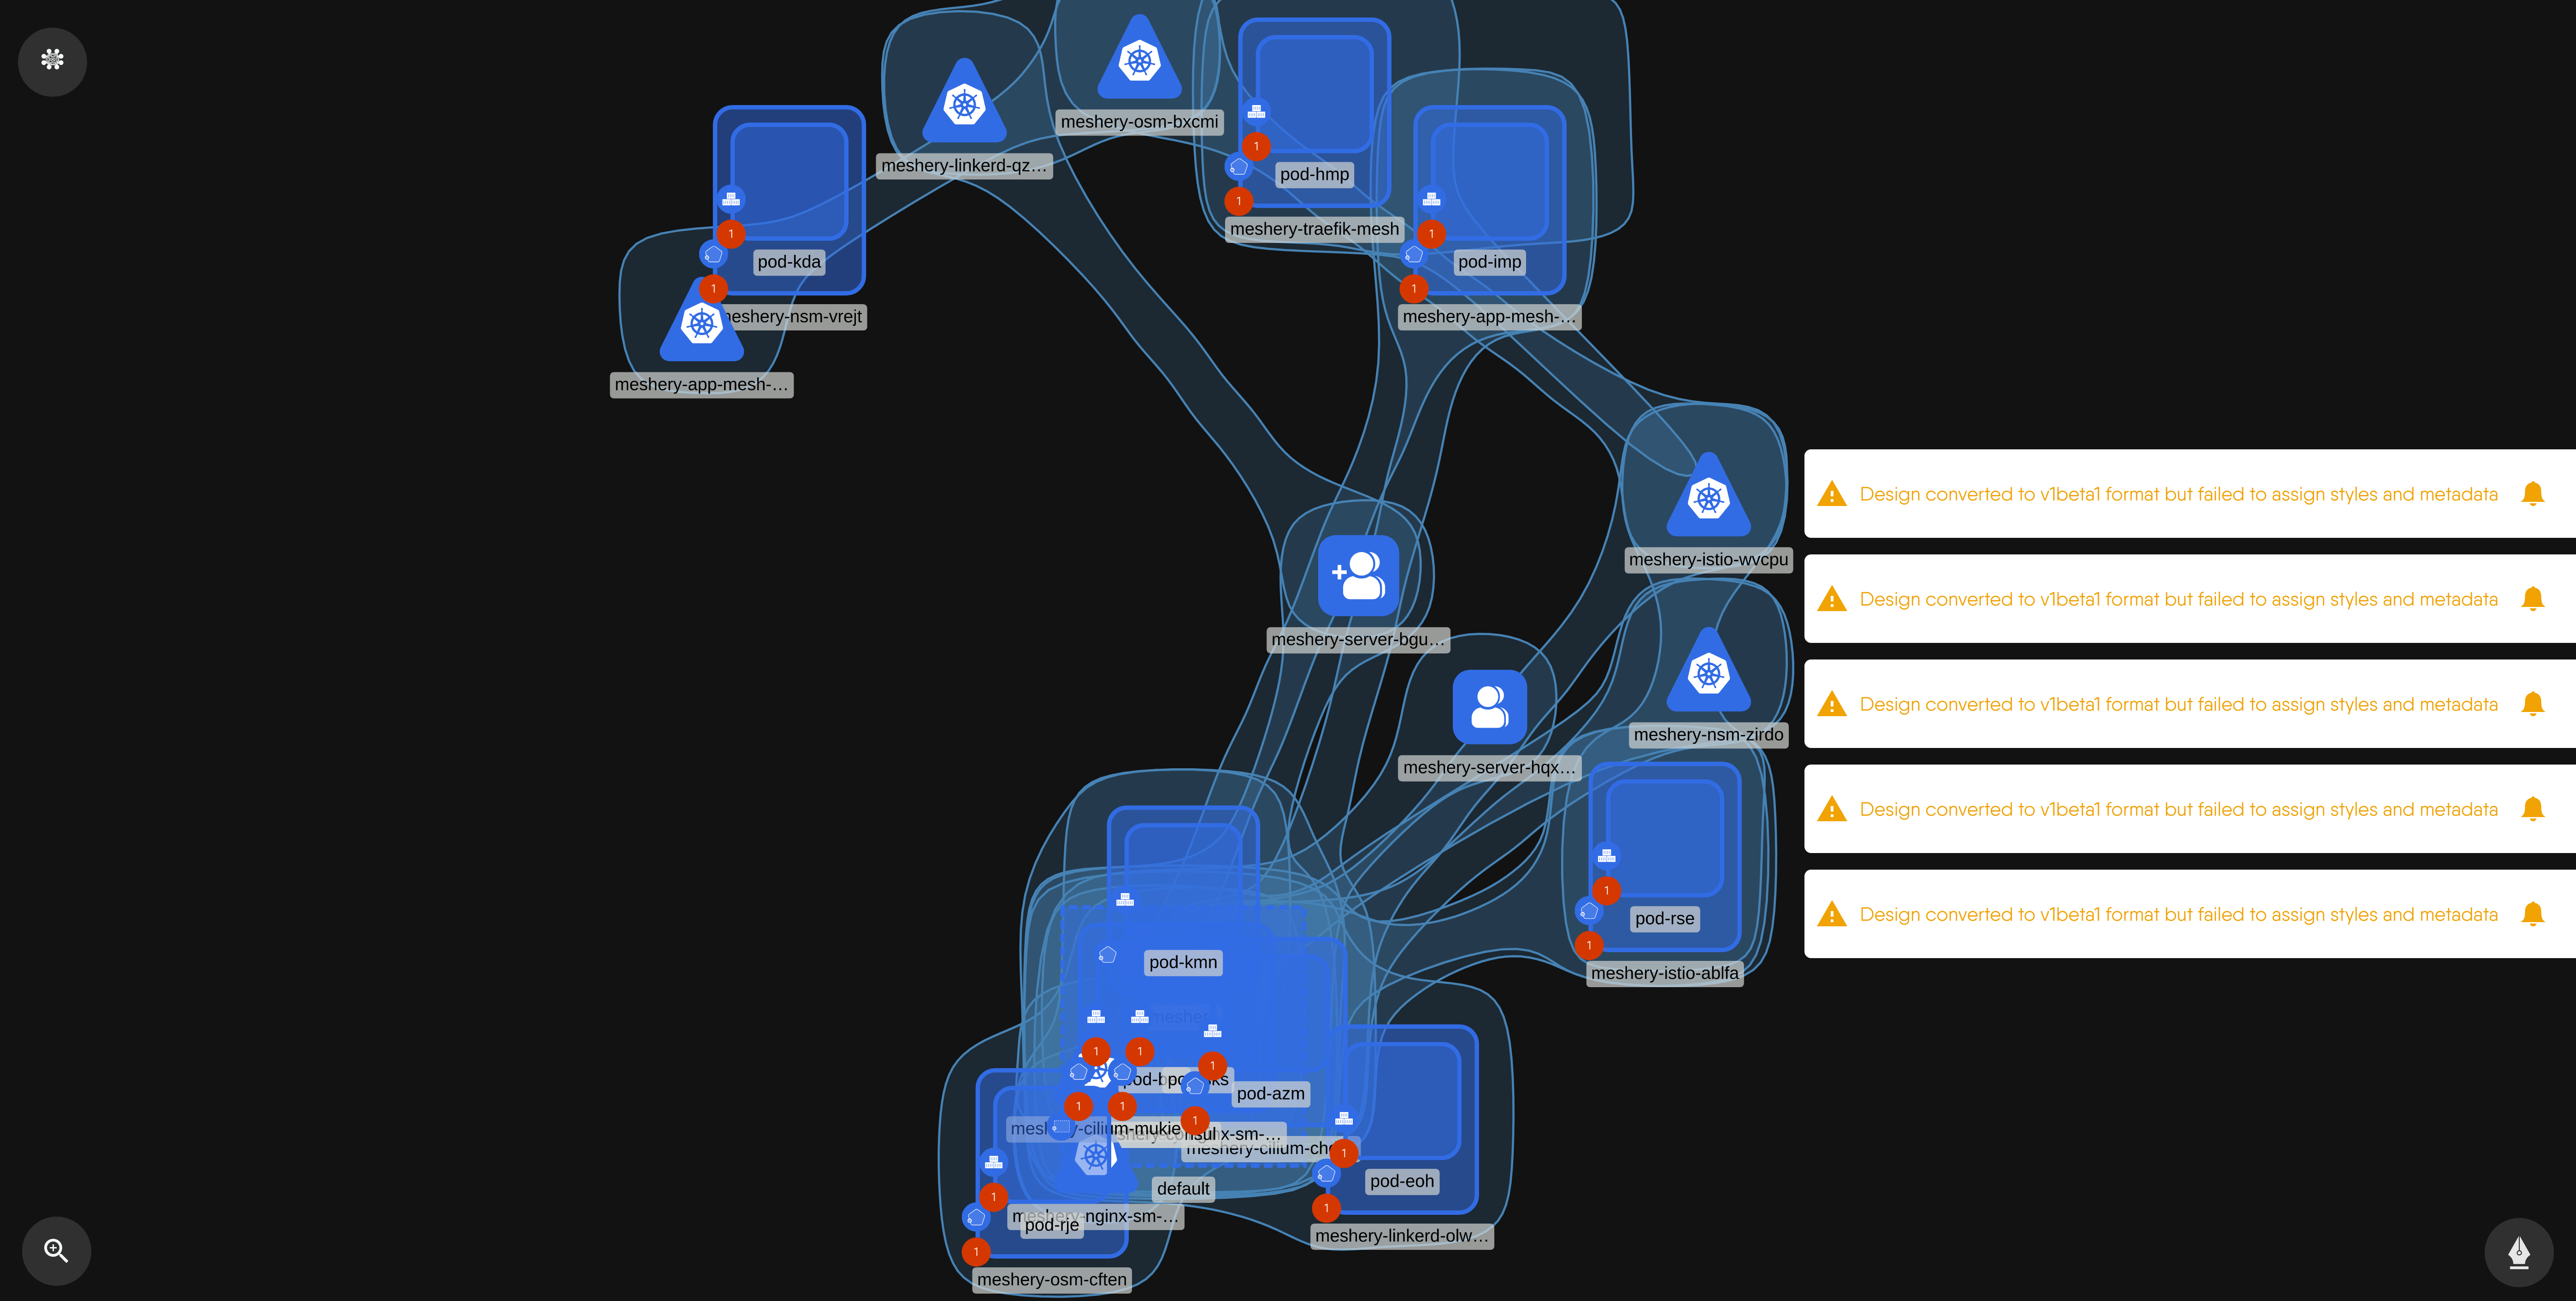 meshery-osm-bxcmi
meshery-linkerd-qz…
pod-hmp
meshery-traefik-mesh
pod-kda
pod-imp
eshery-nsm-vrejt
meshery-app-mesh-…
meshery-app-mesh-…
Design converted to v1beta1 format but failed to assign styles and metadata
meshery-istio-wvcpu
Design converted to v1beta1 format but failed to assign styles and metadata
meshery-server-bgu…
Design converted to v1beta1 format but failed to assign styles and metadata
meshery-nsm-zirdo
meshery-server-hqx…
Design converted to v1beta1 format but failed to assign styles and metadata
pod-rse
Design converted to v1beta1 format but failed to assign styles and metadata
pod-kmn
meshery-istio-ablfa
1
1
1
1
1
1
1
1
1
1
1
1
1
1
pod-azm
1
1
meshery-cilium-mukie
pod-eoh
default
1
1
meshery-nginx-sm-…
pod-rje
meshery-linkerd-olw…
meshery-osm-cften